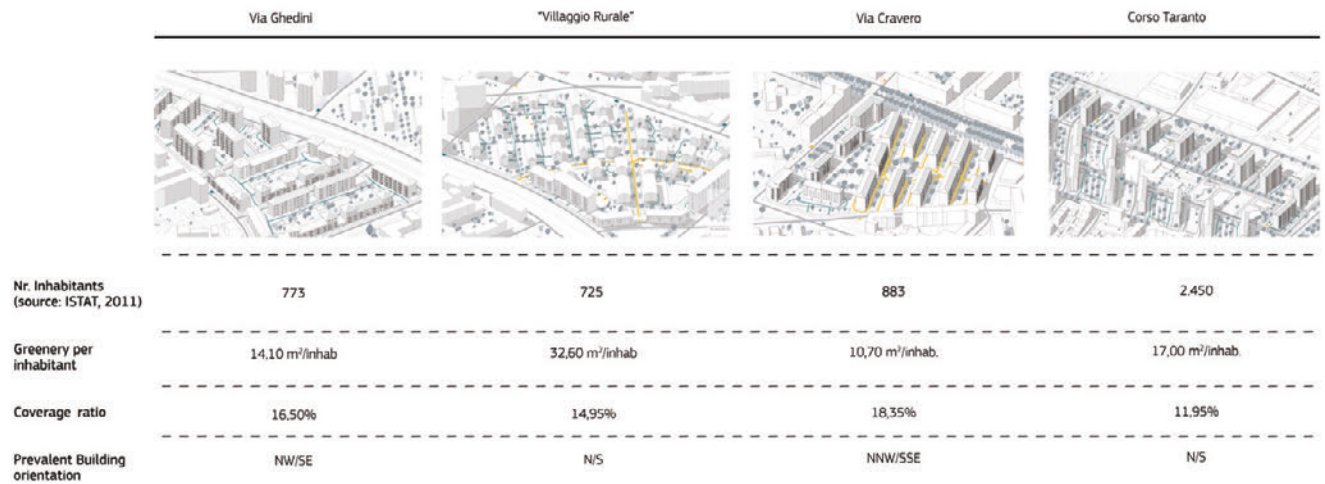 Via Ghedini "Villaggio Rurale" Via Cravero Corso Taranto
Nr. Inhabitants
(source: ISTAT, 2011) 773 725 883 2.450
Greenery per
inhabitant 14,10 m²/inhab 32,60 m²/inhab 10,70 m²/inhab. 17,00 m²/inhab.
Coverage ratio 16,50% 14,95% 18,35% 11,95%
Prevalent Building
orientation NW/SE N/S NNW/SSE N/S